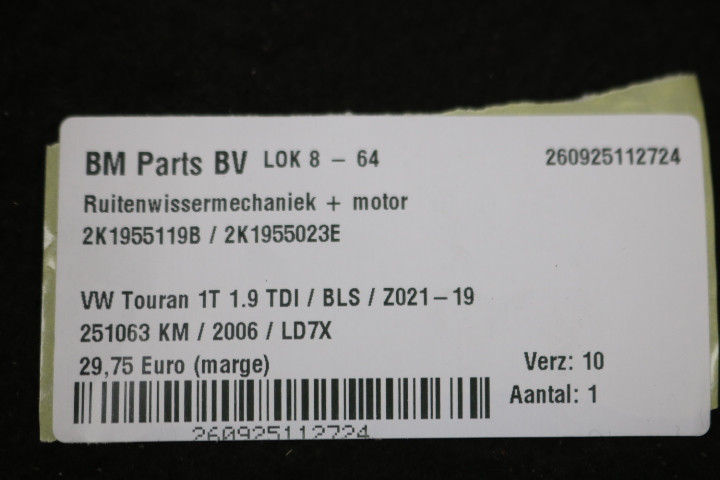 BM Parts BV LOK 8 - 64 260925112724
Ruitenwissermechaniek + motor
2K1955119B / 2K1955023E
VW Touran 1T 1.9 TDI / BLS / Z021-19
251063 KM / 2006 / LD7X
29,75 Euro (marge) Verz: 10
Aantal: 1
260925112724